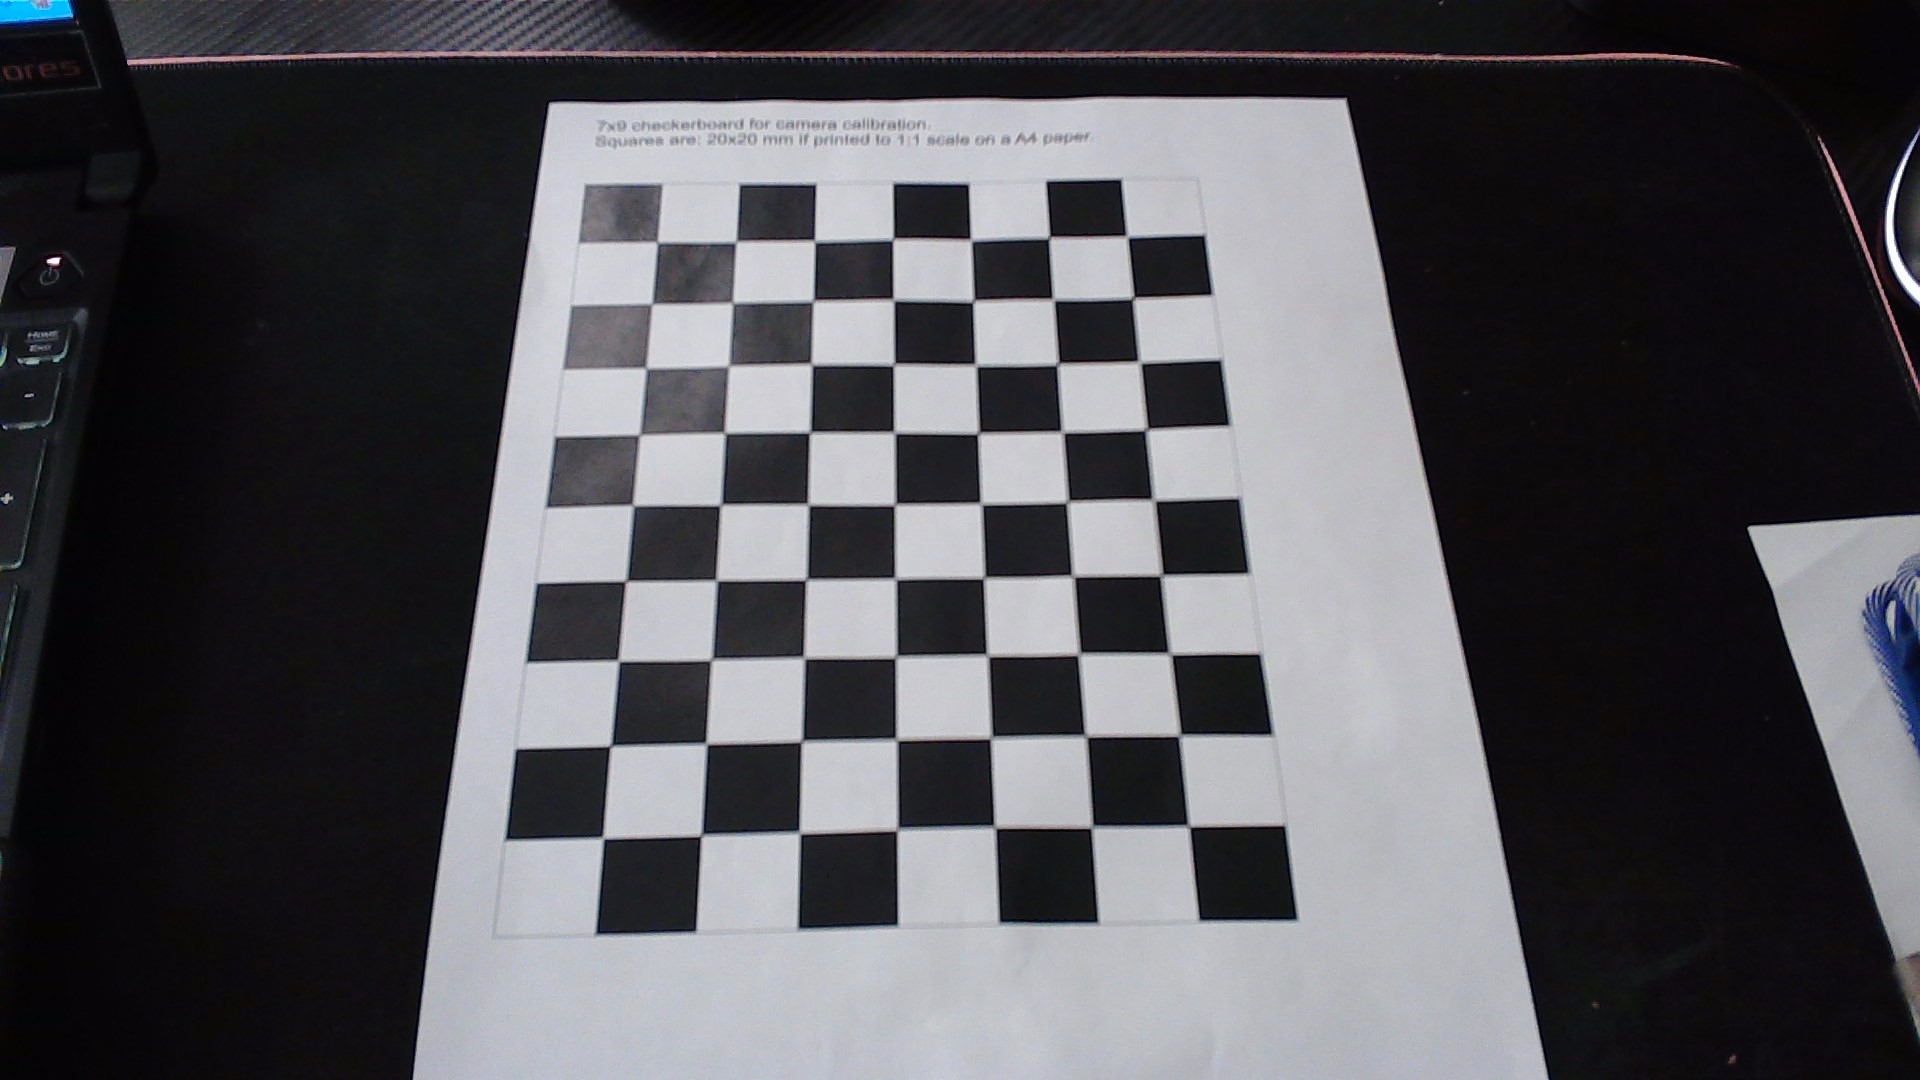 ores
7x9 checkerboard for camera calibration.
Squares are: 20x20 mm if printed to 1:1 scale on a A4 paper.
HOME
-
+